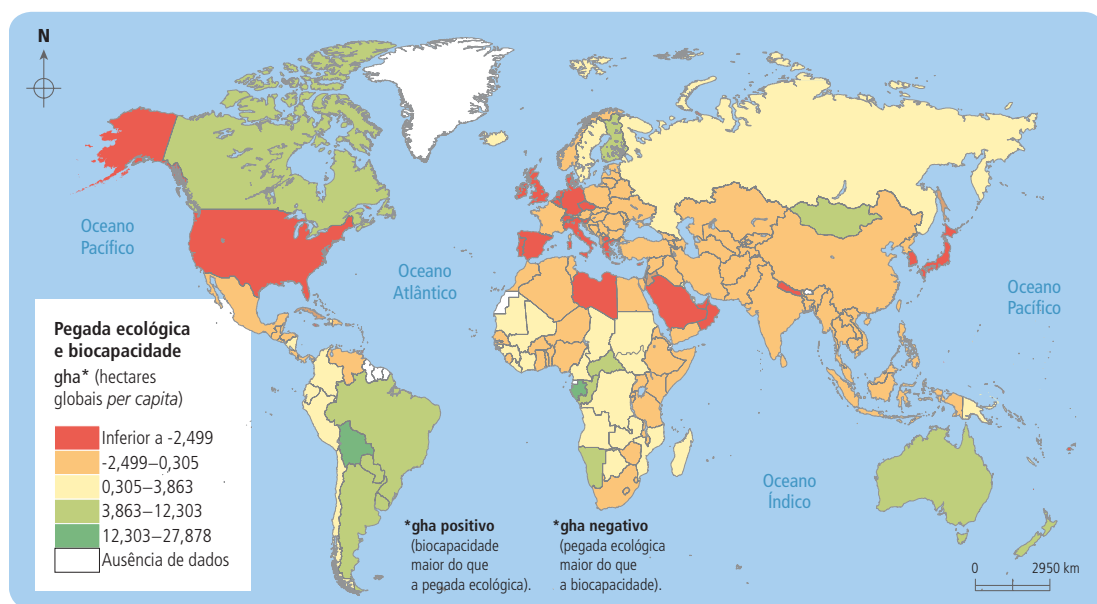 N
Oceano
Pacífico
Oceano
Atlântico
Oceano
Pacífico
Oceano
Índico
Pegada ecológica
e biocapacidade
gha* (hectares
globais per capita)
Inferior a -2,499
-2,499–0,305
0,305–3,863
3,863–12,303
12,303–27,878
Ausência de dados
*gha positivo
(biocapacidade
maior do que
a pegada ecológica).
*gha negativo
(pegada ecológica
maior do que
a biocapacidade).
0 2950 km